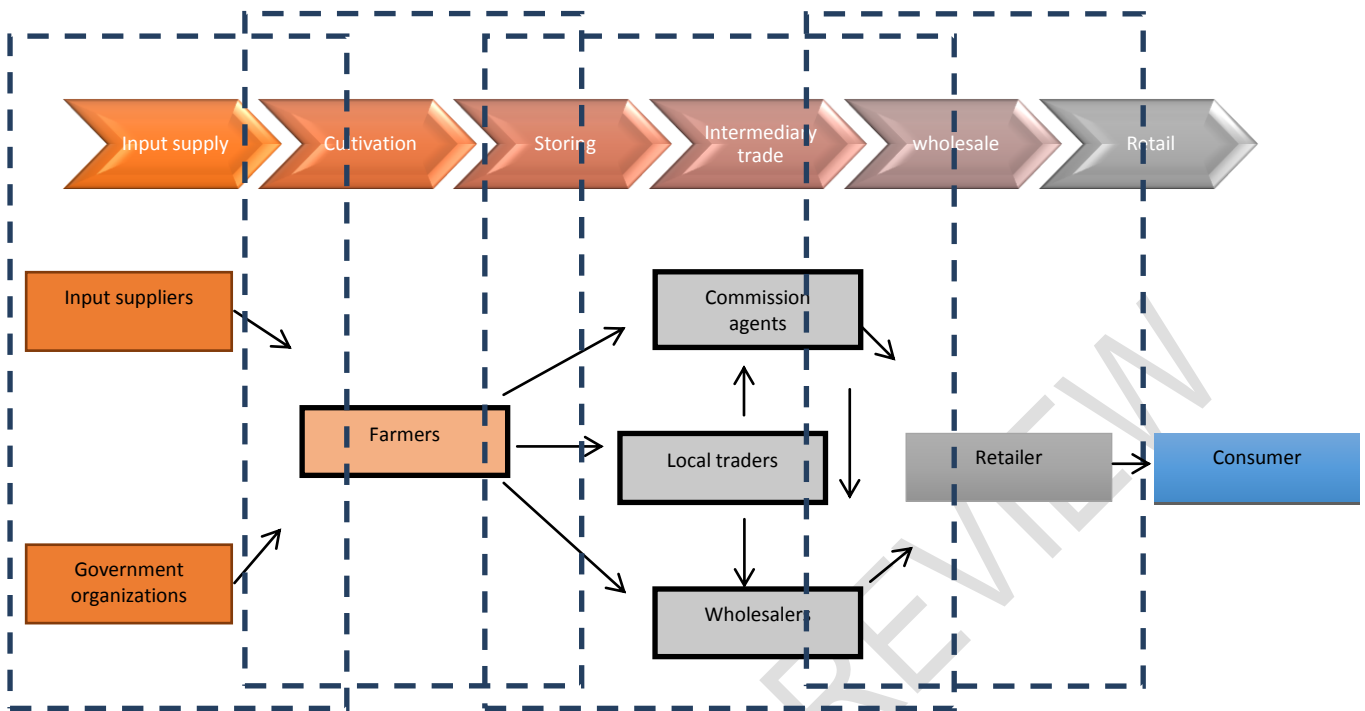 Input supply
Cultivation
Storing
Intermediary
trade
wholesale
Retail
Input suppliers
Commission
agents
Farmers
Local traders
Retailer
Consumer
Government
organizations
Wholesalers
REVIEW